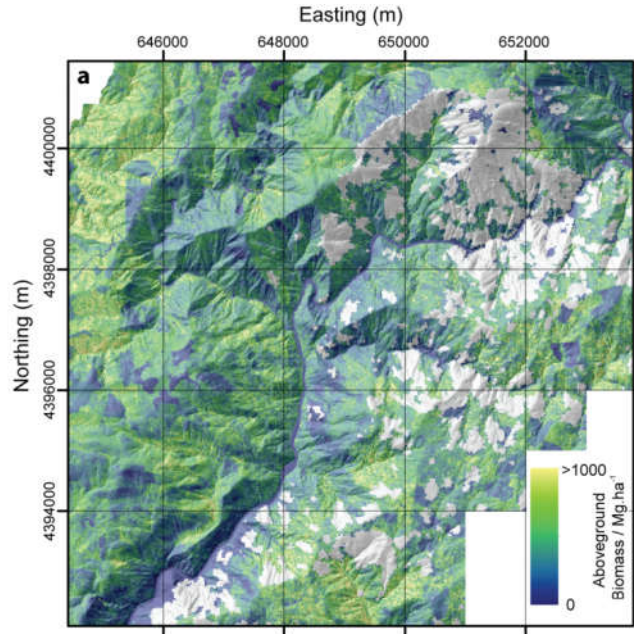 Easting (m)
646000
648000
650000
652000
a
Northing (m)
4400000
4398000
4396000
4394000
>1000
Aboveground
Biomass / Mg.ha⁻¹
0